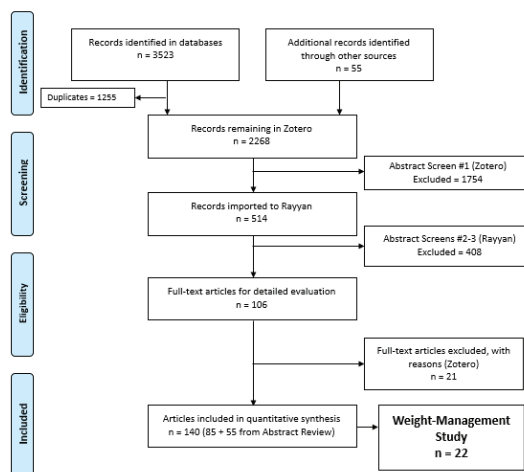 Identification
Records identified in databases
n = 3523
Additional records identified
through other sources
n = 55
Duplicates = 1255
Records remaining in Zotero
n = 2268
Screening
Abstract Screen #1 (Zotero)
Excluded = 1754
Records imported to Rayyan
n = 514
Abstract Screens #2-3 (Rayyan)
Excluded = 408
Eligibility
Full-text articles for detailed evaluation
n = 106
Full-text articles excluded, with
reasons (Zotero)
n = 21
Included
Articles included in quantitative synthesis
n = 140 (85 + 55 from Abstract Review)
Weight-Management
Study
n = 22